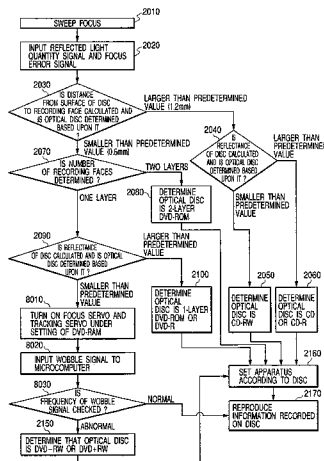 2010
SWEEP FOCUS
2020
INPUT REFLECTED LIGHT
QUANTITY SIGNAL AND FOCUS
ERROR SIGNAL
2030
IS DISTANCE
FROM SURFACE OF DISC
TO RECORDING FACE CALCULATED AND
IS OPTICAL DISC DETERMINED
BASED UPON IT ?
LARGER THAN PREDETERMINED
VALUE (1.2mm)
SMALLER THAN PREDETERMINED
VALUE (0.6mm)
2040
IS
REFLECTANCE
OF DISC CALCULATED AND IS OPTICAL
DISC DETERMINED BASED
UPON IT ?
LARGER THAN
PREDETERMINED
VALUE
SMALLER THAN
PREDETERMINED
VALUE
2070
IS NUMBER
OF RECORDING FACES
DETERMINED ?
TWO LAYERS
ONE LAYER
2080
DETERMINE
OPTICAL DISC
IS 2-LAYER
DVD-ROM
2090
IS REFLECTANCE
OF DISC CALCULATED AND IS OPTICAL
DISC DETERMINED BASED
UPON IT ?
LARGER THAN
PREDETERMINED
VALUE
SMALLER THAN
PREDETERMINED
VALUE
2100
DETERMINE
OPTICAL
DISC IS 1-LAYER
DVD-ROM OR
DVD-R
2050
DETERMINE
OPTICAL
DISC IS
CD-RW
2060
DETERMINE
OPTICAL
DISC IS CD
OR CD-R
8010
TURN ON FOCUS SERVO AND
TRACKING SERVO UNDER
SETTING OF DVD-RAM
8020
INPUT WOBBLE SIGNAL TO
MICROCOMPUTER
8030
IS
FREQUENCY OF WOBBLE
SIGNAL CHECKED ?
NORMAL
ABNORMAL
2160
SET APPARATUS
ACCORDING TO DISC
2170
REPRODUCE
INFORMATION RECORDED
ON DISC
2150
DETERMINE THAT OPTICAL DISC
IS DVD-RW OR DVD+RW